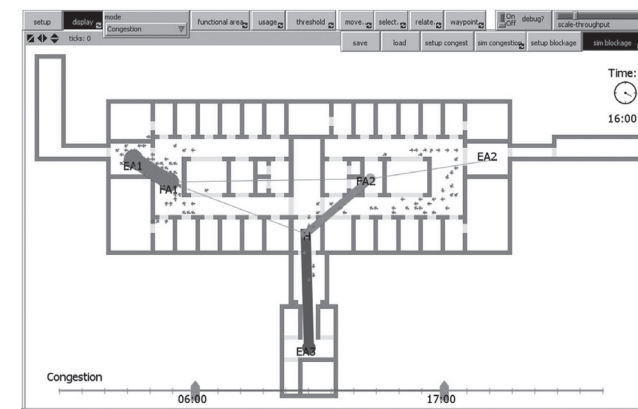 setup display mode Congestion functional area usage threshold move.. select. relate. waypoint On Off debug? scale-throughput
ticks: 0 save load setup congest sim congestion setup blockage sim blockage
Time:
16:00
EA1 FA1 FA2 EA2
H
EA3
Congestion
06:00 17:00